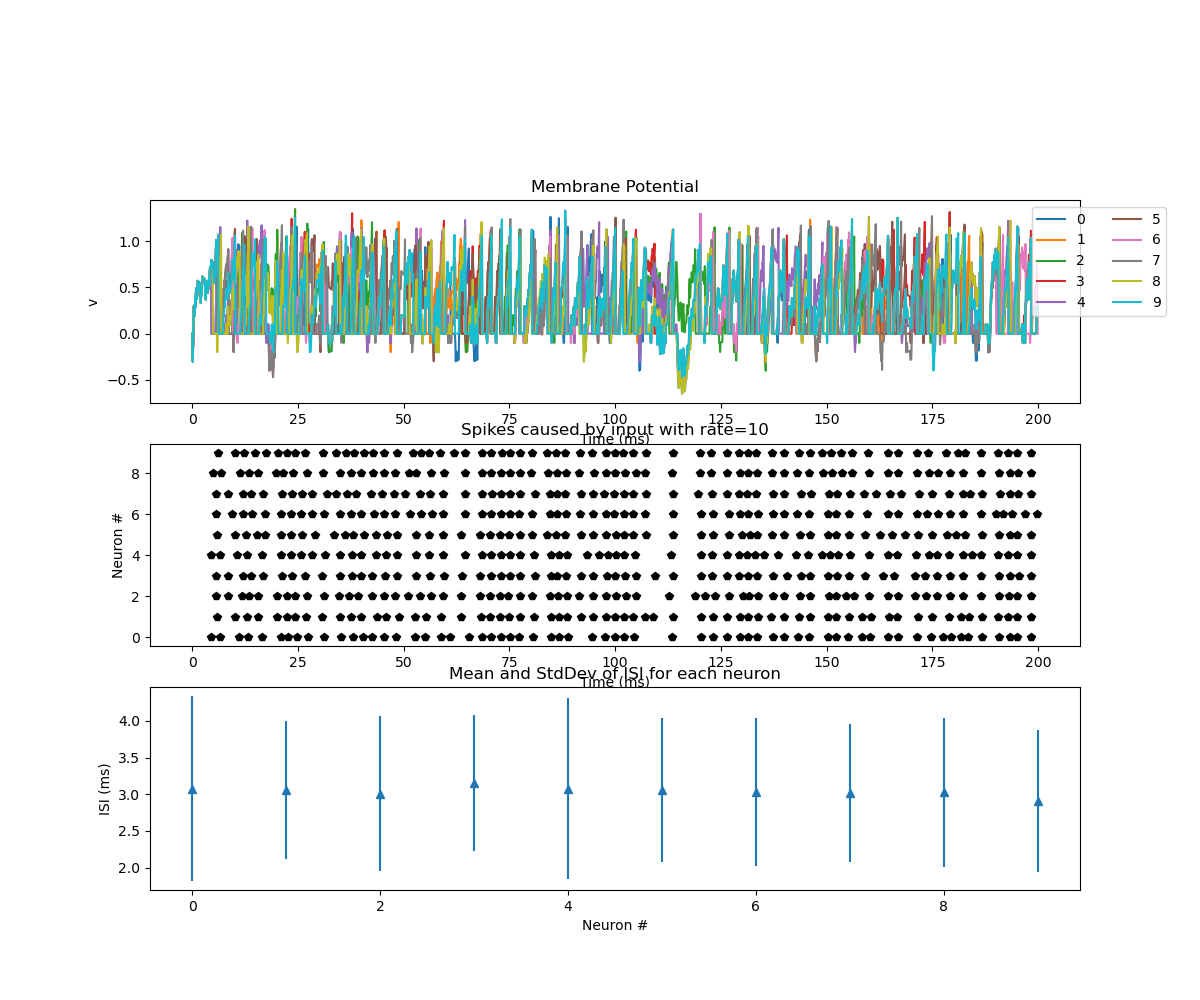 Membrane Potential
v
1.0
0.5
0.0
−0.5
0 25 50 75 100 125 150 175 200
Time (ms)
0 5
1 6
2 7
3 8
4 9
Spikes caused by input with rate=10
Neuron #
8
6
4
2
0
0 25 50 75 100 125 150 175 200
Time (ms)
Mean and StdDev of ISI for each neuron
ISI (ms)
4.0
3.5
3.0
2.5
2.0
0 2 4 6 8
Neuron #